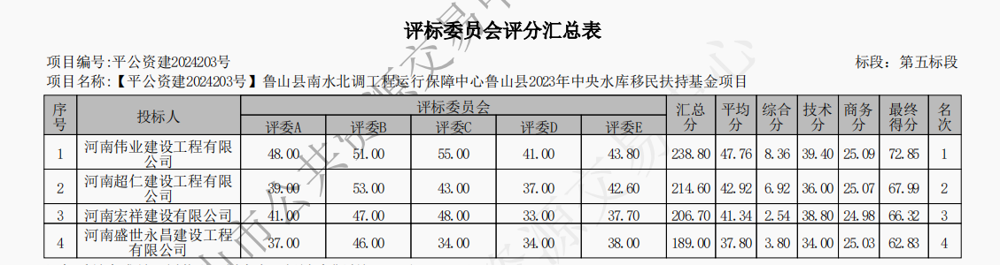 评标委员会评分汇总表
项目编号:平公资建2024203号 标段：第五标段
项目名称:【平公资建2024203号】鲁山县南水北调工程运行保障中心鲁山县2023年中央水库移民扶持基金项目
序号 投标人 评标委员会 汇总分 平均分 综合分 技术分 商务分 最终得分 名次
评委A 评委B 评委C 评委D 评委E
1 河南伟业建设工程有限公司 48.00 51.00 55.00 41.00 43.80 238.80 47.76 8.36 39.40 25.09 72.85 1
2 河南超仁建设工程有限公司 39.00 53.00 43.00 37.00 42.60 214.60 42.92 6.92 36.00 25.07 67.99 2
3 河南宏祥建设有限公司 41.00 47.00 48.00 33.00 37.70 206.70 41.34 2.54 38.80 24.98 66.32 3
4 河南盛世永昌建设工程有限公司 37.00 46.00 34.00 34.00 38.00 189.00 37.80 3.80 34.00 25.03 62.83 4